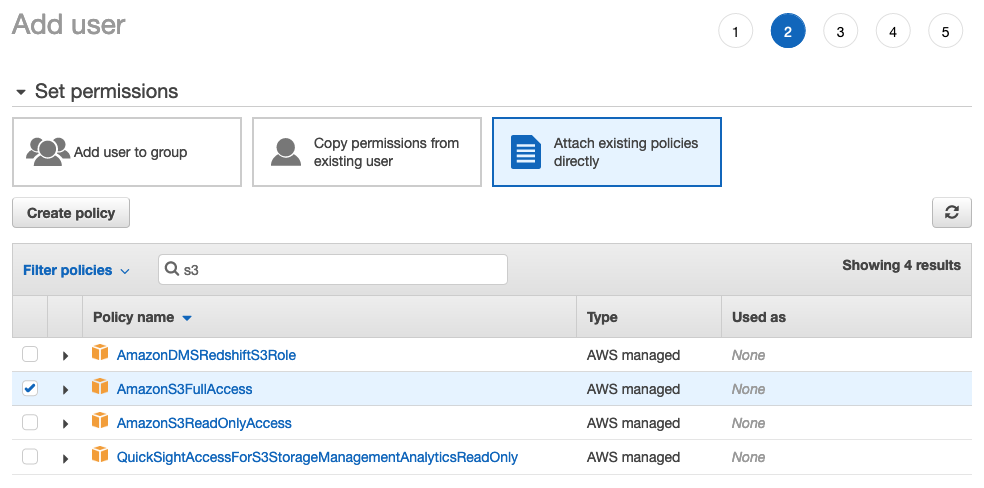 Add user
1 2 3 4 5
Set permissions
Add user to group
Copy permissions from
existing user
Attach existing policies
directly
Create policy
Filter policies s3 Showing 4 results
Policy name Type Used as
AmazonDMSRedshiftS3Role AWS managed None
AmazonS3FullAccess AWS managed None
AmazonS3ReadOnlyAccess AWS managed None
QuickSightAccessForS3StorageManagementAnalyticsReadOnly AWS managed None